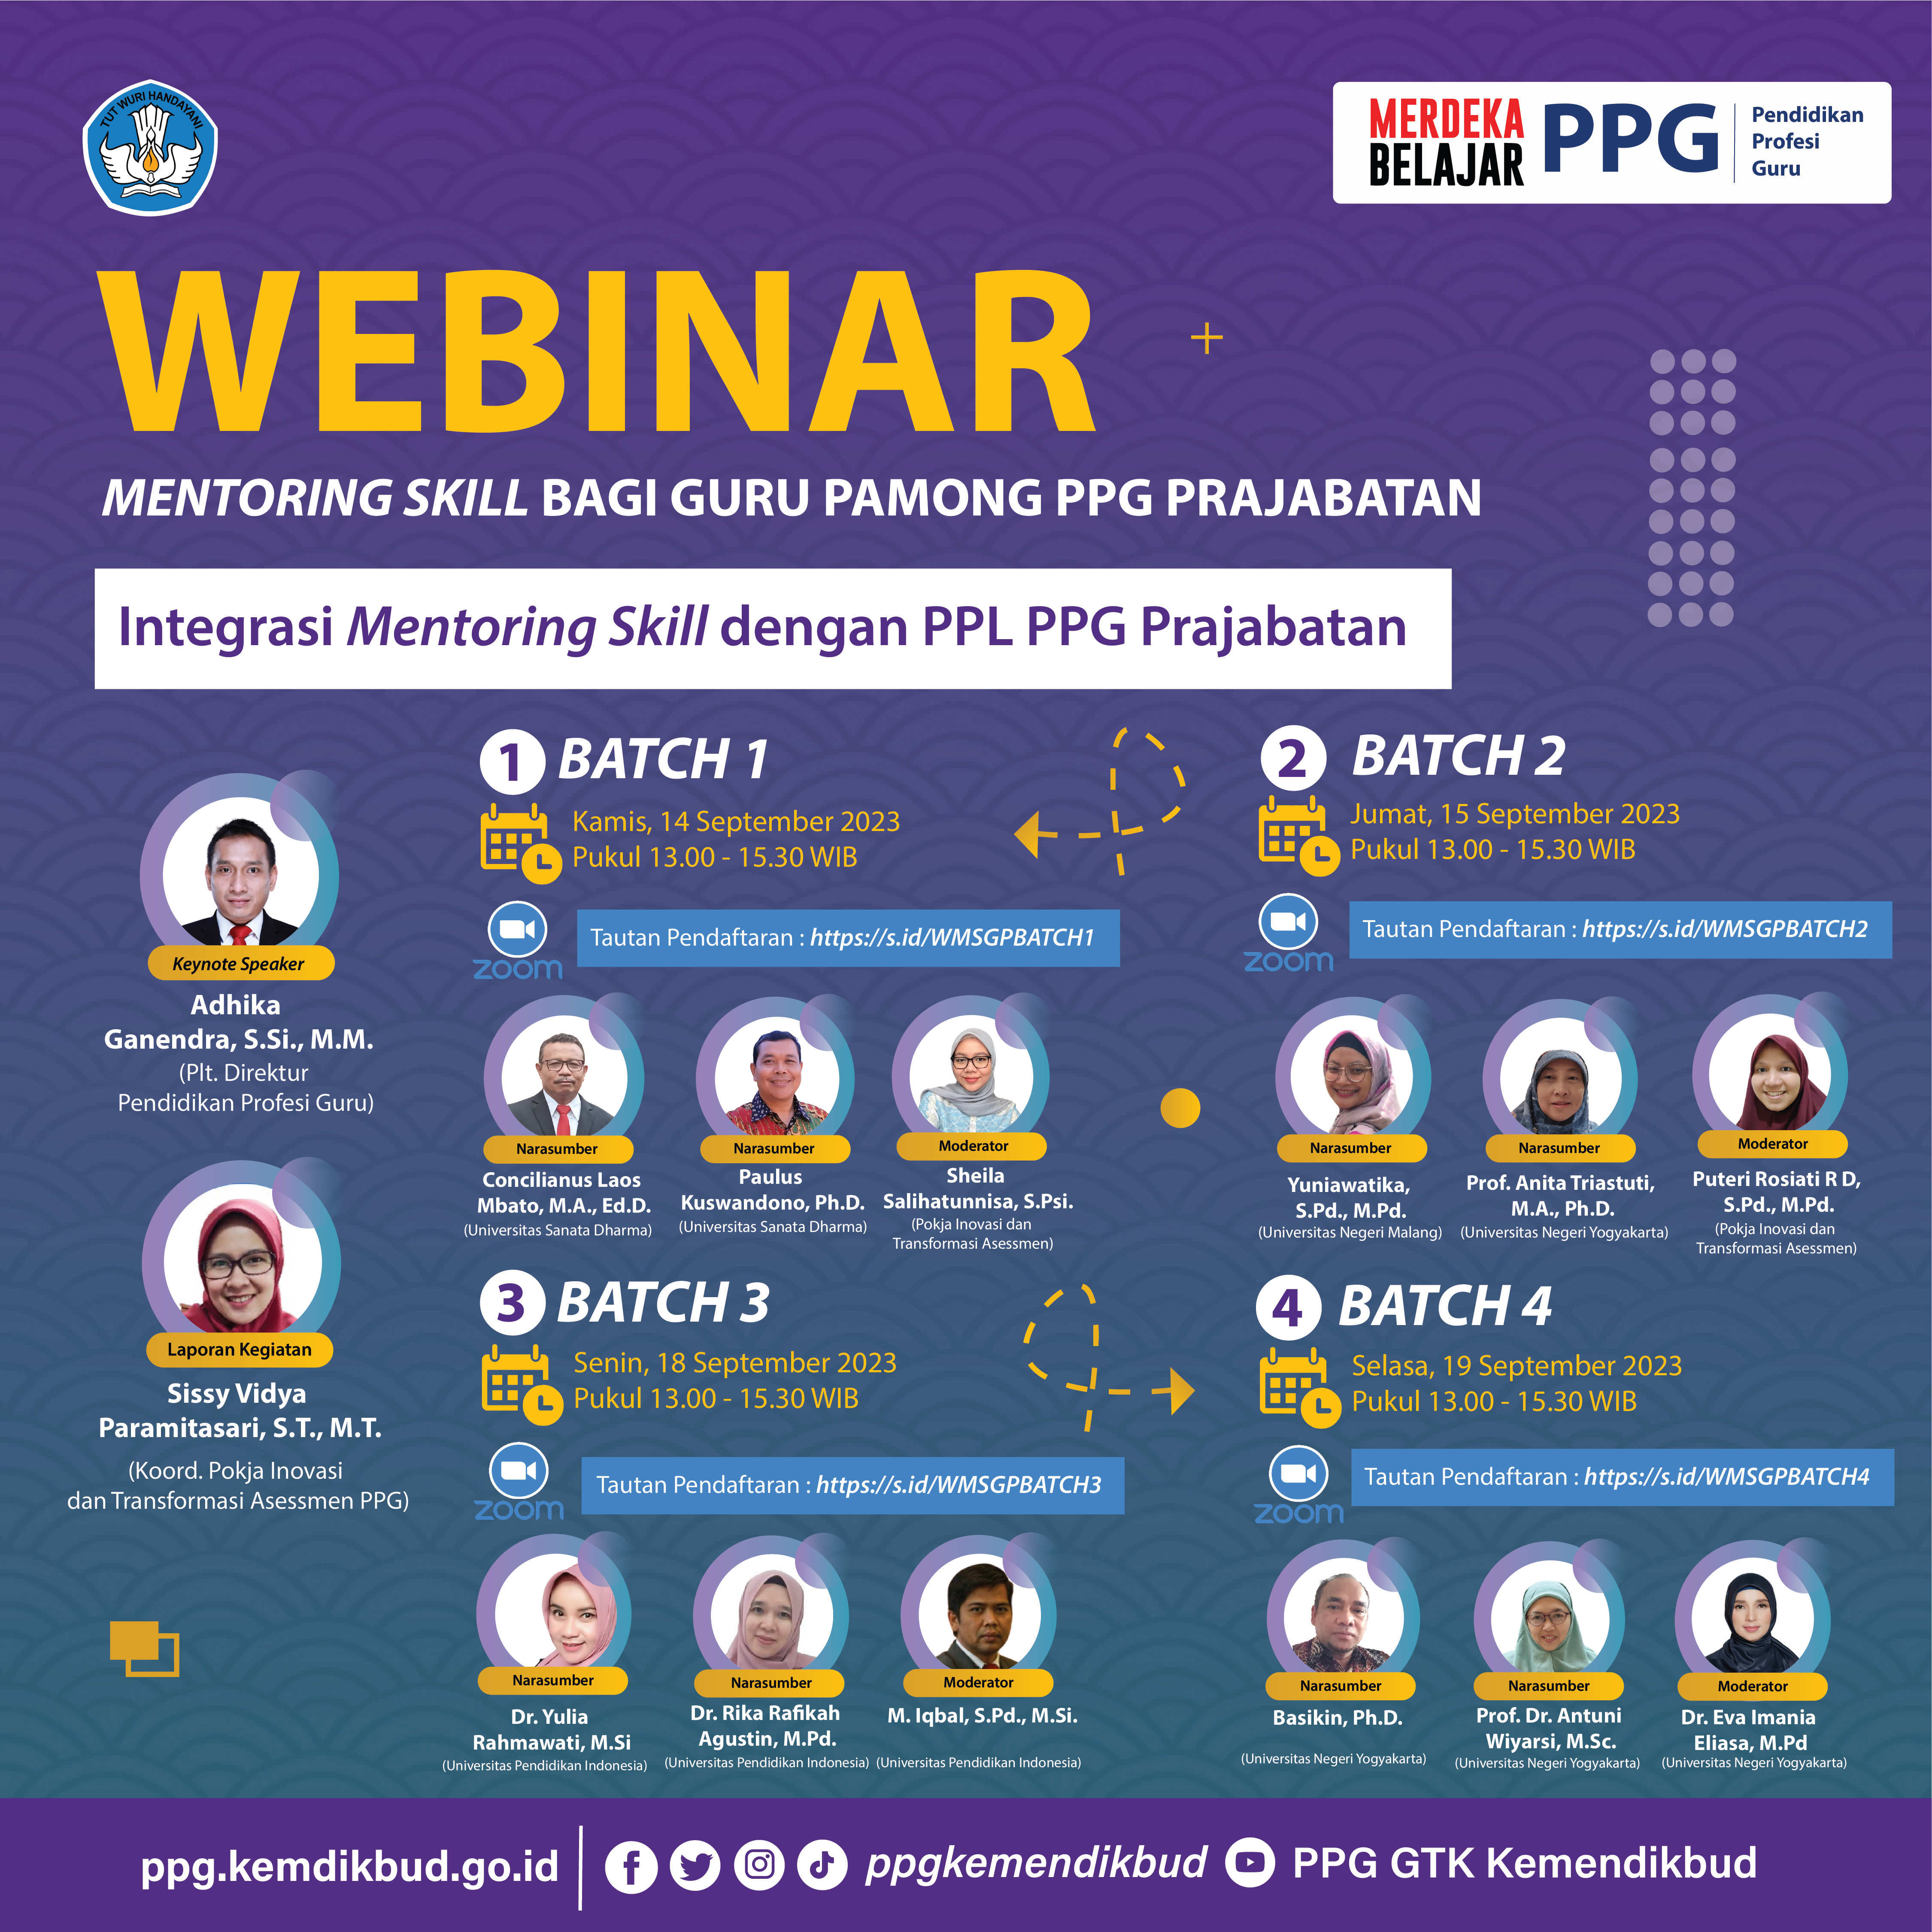 TUT WURI HANDAYANI
MERDEKA
BELAJAR
PPG
Pendidikan
Profesi
Guru
WEBINAR
MENTORING SKILL BAGI GURU PAMONG PPG PRAJABATAN
Integrasi Mentoring Skill dengan PPL PPG Prajabatan
Keynote Speaker
Adhika
Ganendra, S.Si., M.M.
(Plt. Direktur
Pendidikan Profesi Guru)
Laporan Kegiatan
Sissy Vidya
Paramitasari, S.T., M.T.
(Koord. Pokja Inovasi
dan Transformasi Asessmen PPG)
1 BATCH 1
Kamis, 14 September 2023
Pukul 13.00 - 15.30 WIB
zoom
Tautan Pendaftaran : https://s.id/WMSGPBATCH1
Narasumber
Concilianus Laos
Mbato, M.A., Ed.D.
(Universitas Sanata Dharma)
Narasumber
Paulus
Kuswandono, Ph.D.
(Universitas Sanata Dharma)
Moderator
Sheila
Salihatunnisa, S.Psi.
(Pokja Inovasi dan
Transformasi Asessmen)
2 BATCH 2
Jumat, 15 September 2023
Pukul 13.00 - 15.30 WIB
zoom
Tautan Pendaftaran : https://s.id/WMSGPBATCH2
Narasumber
Yuniawatika,
S.Pd., M.Pd.
(Universitas Negeri Malang)
Narasumber
Prof. Anita Triastuti,
M.A., Ph.D.
(Universitas Negeri Yogyakarta)
Moderator
Puteri Rosiati R D,
S.Pd., M.Pd.
(Pokja Inovasi dan
Transformasi Asessmen)
3 BATCH 3
Senin, 18 September 2023
Pukul 13.00 - 15.30 WIB
zoom
Tautan Pendaftaran : https://s.id/WMSGPBATCH3
Narasumber
Dr. Yulia
Rahmawati, M.Si
(Universitas Pendidikan Indonesia)
Narasumber
Dr. Rika Rafikah
Agustin, M.Pd.
(Universitas Pendidikan Indonesia)
Moderator
M. Iqbal, S.Pd., M.Si.
(Universitas Pendidikan Indonesia)
4 BATCH 4
Selasa, 19 September 2023
Pukul 13.00 - 15.30 WIB
zoom
Tautan Pendaftaran : https://s.id/WMSGPBATCH4
Narasumber
Basikin, Ph.D.
(Universitas Negeri Yogyakarta)
Narasumber
Prof. Dr. Antuni
Wiyarsi, M.Sc.
(Universitas Negeri Yogyakarta)
Moderator
Dr. Eva Imania
Eliasa, M.Pd
(Universitas Negeri Yogyakarta)
ppg.kemdikbud.go.id
ppgkemendikbud
PPG GTK Kemendikbud